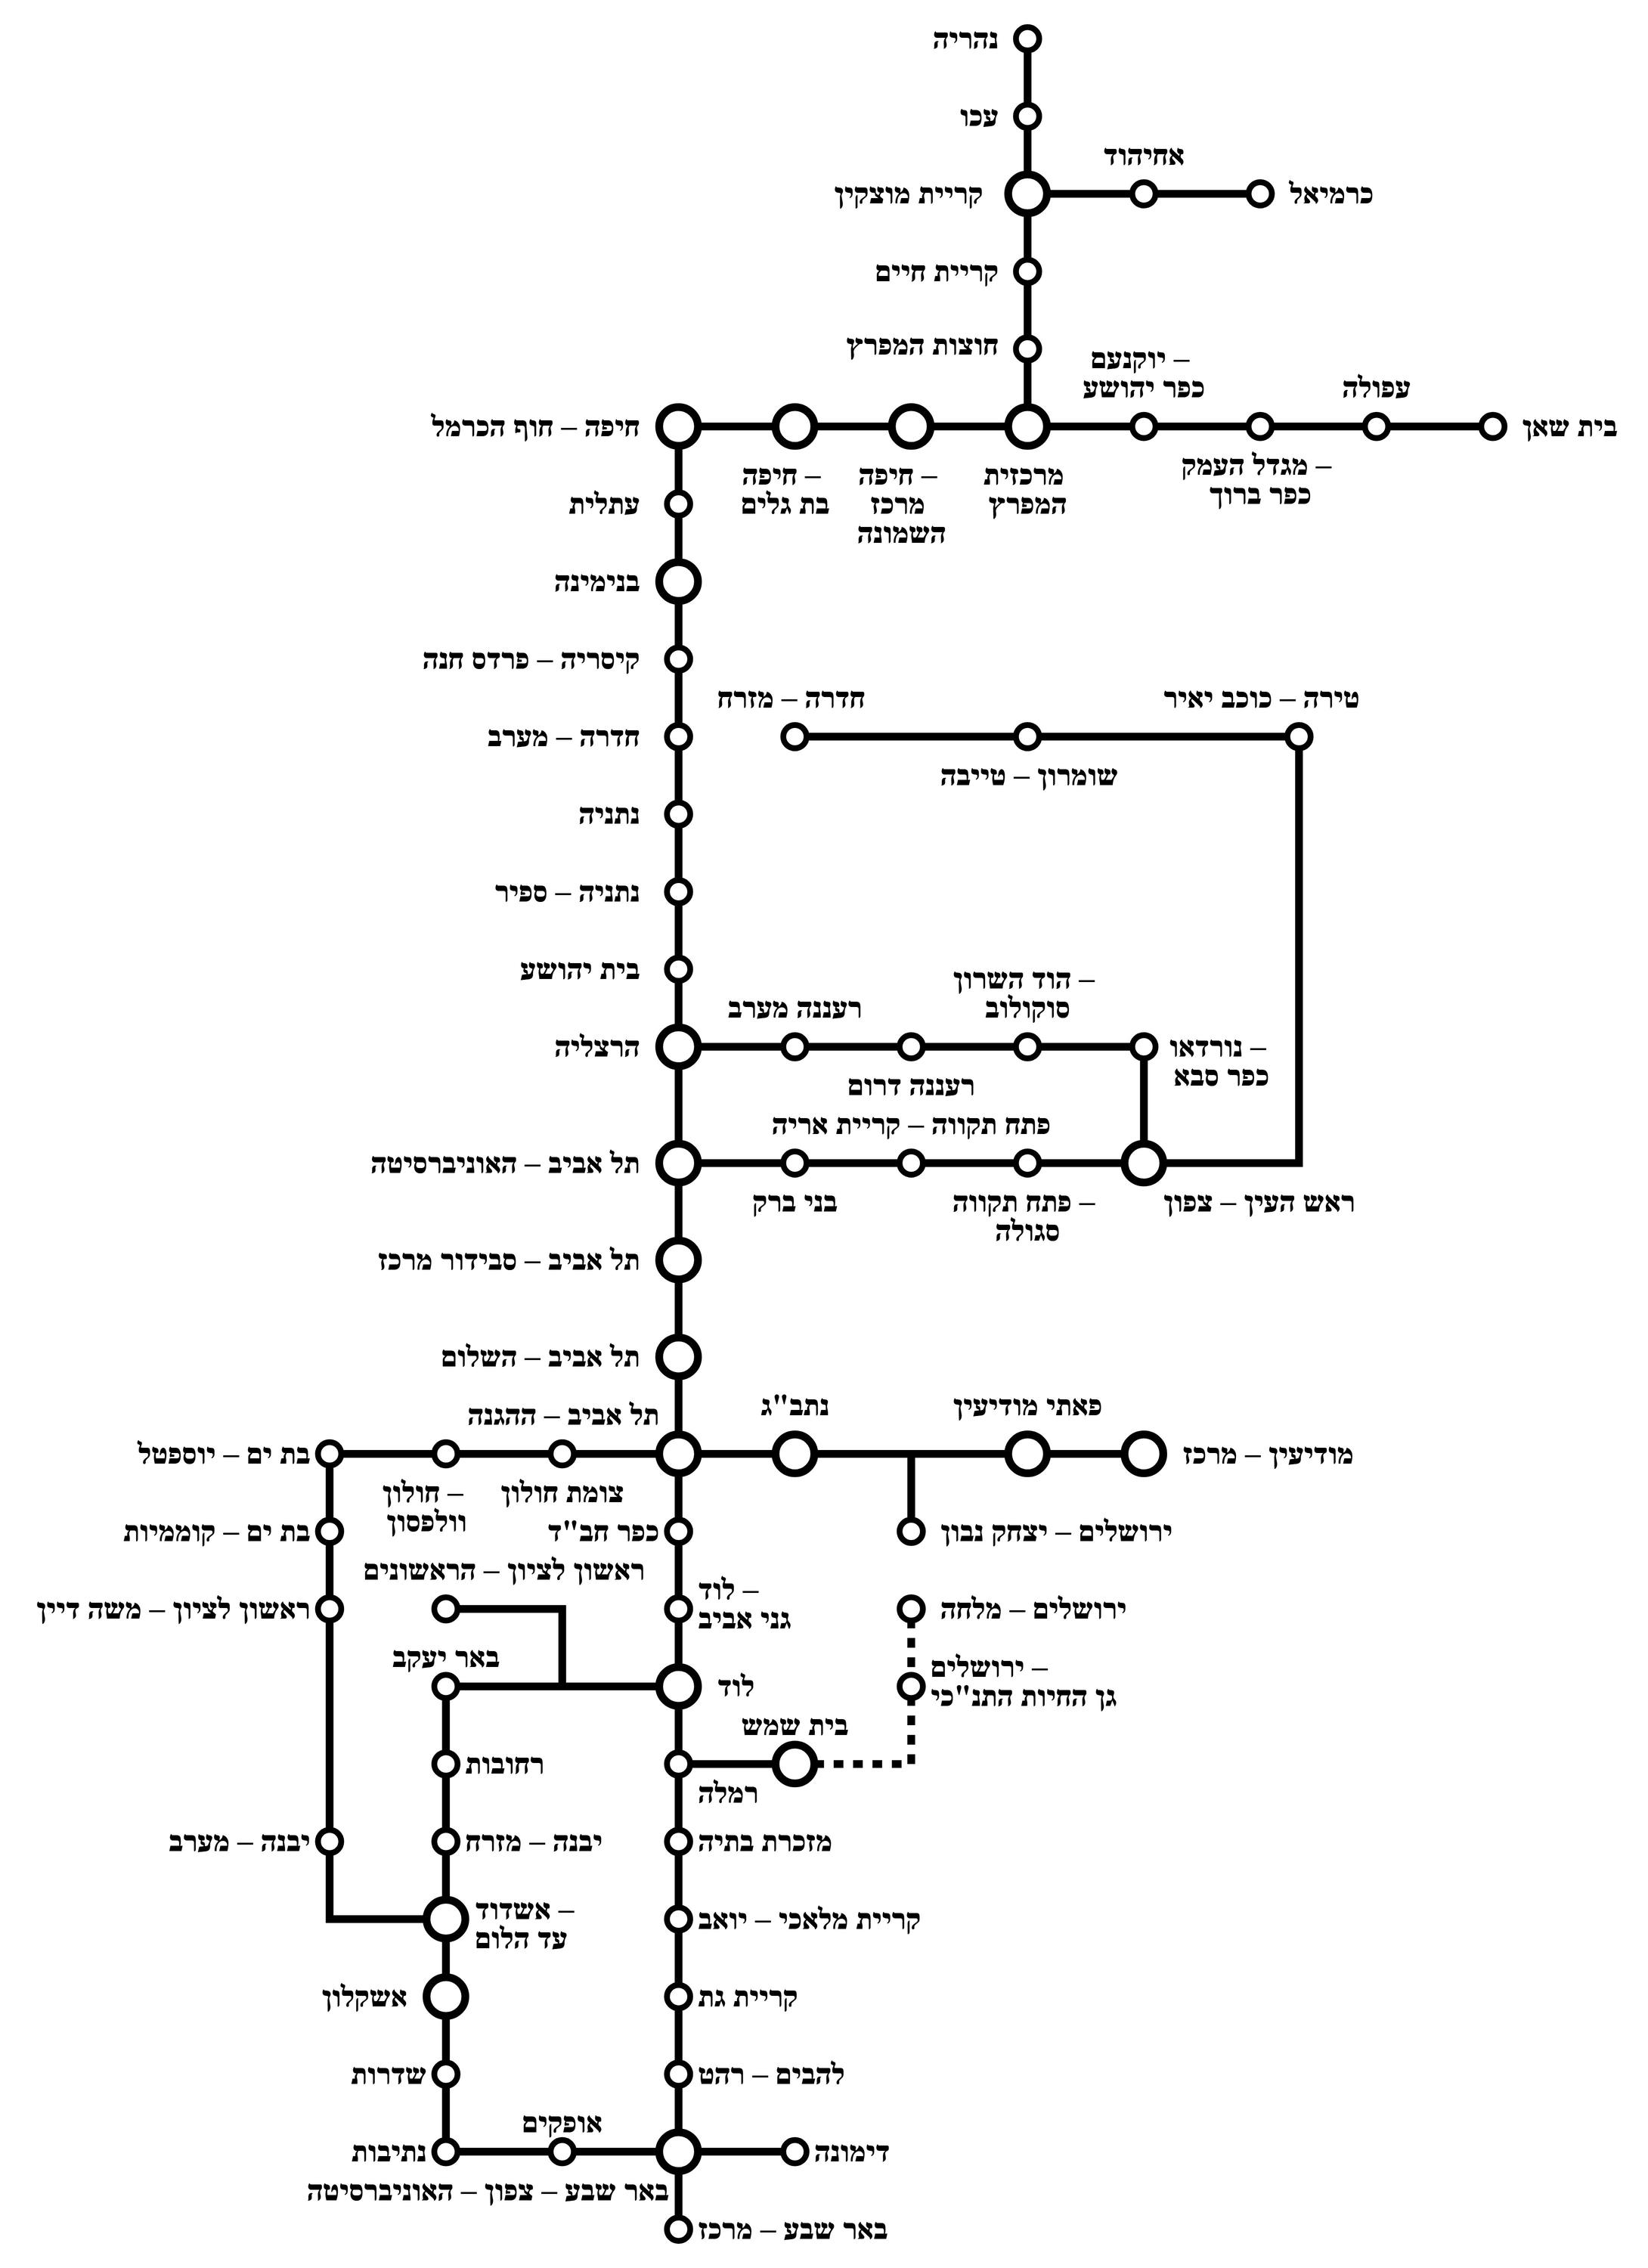 נהריה
עכו
אחיהוד
קריית מוצקין
כרמיאל
קריית חיים
חוצות המפרץ
יוקנעם –
כפר יהושע
עפולה
חיפה – חוף הכרמל
בית שאן
חיפה –
בת גלים
חיפה –
מרכז
השמונה
מרכזית
המפרץ
מגדל העמק –
כפר ברוך
עתלית
בנימינה
קיסריה – פרדס חנה
חדרה – מזרח
טירה – כוכב יאיר
חדרה – מערב
שומרון – טייבה
נתניה
נתניה – ספיר
בית יהושע
הוד השרון –
סוקולוב
רעננה מערב
הרצליה
נורדאו –
כפר סבא
רעננה דרום
פתח תקווה – קריית אריה
תל אביב – האוניברסיטה
בני ברק
פתח תקווה –
סגולה
ראש העין – צפון
תל אביב – סבידור מרכז
תל אביב – השלום
תל אביב – ההגנה
נתב"ג
פאתי מודיעין
בת ים – יוספטל
מודיעין – מרכז
חולון –
וולפסון
צומת חולון
בת ים – קוממיות
כפר חב"ד
ירושלים – יצחק נבון
ראשון לציון – הראשונים
ראשון לציון – משה דיין
לוד –
גני אביב
ירושלים – מלחה
באר יעקב
לוד
ירושלים –
גן החיות התנ"כי
בית שמש
רחובות
רמלה
יבנה – מערב
יבנה – מזרח
מזכרת בתיה
אשדוד –
עד הלום
קריית מלאכי – יואב
אשקלון
קריית גת
שדרות
להבים – רהט
אופקים
נתיבות
דימונה
באר שבע – צפון – האוניברסיטה
באר שבע – מרכז